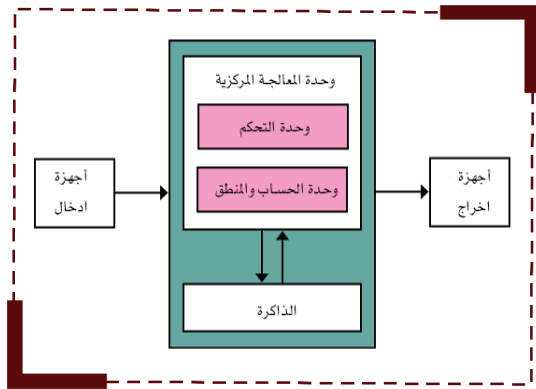 وحدة المعالجة المركزية
وحدة التحكم
وحدة الحساب والمنطق
أجهزة
ادخال
أجهزة
اخراج
الذاكرة